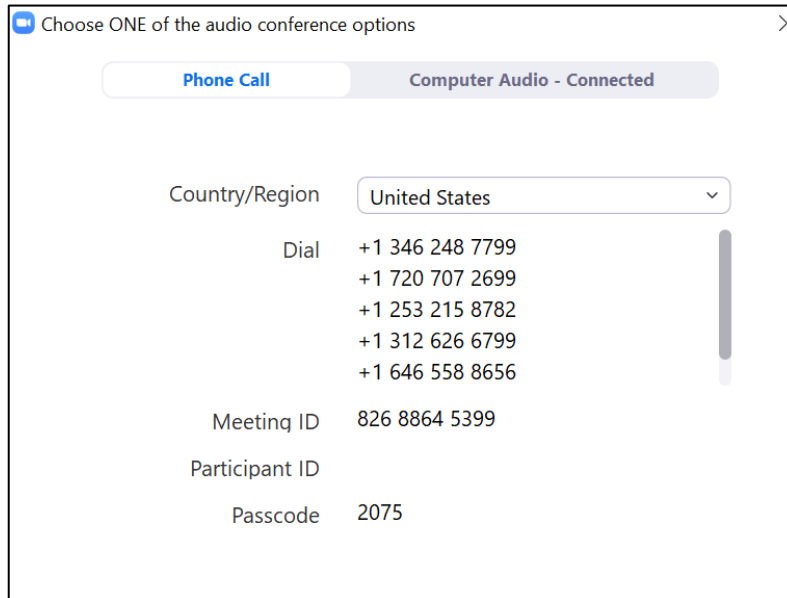 Choose ONE of the audio conference options
Phone Call Computer Audio - Connected
Country/Region United States
Dial +1 346 248 7799
+1 720 707 2699
+1 253 215 8782
+1 312 626 6799
+1 646 558 8656
Meeting ID 826 8864 5399
Participant ID
Passcode 2075